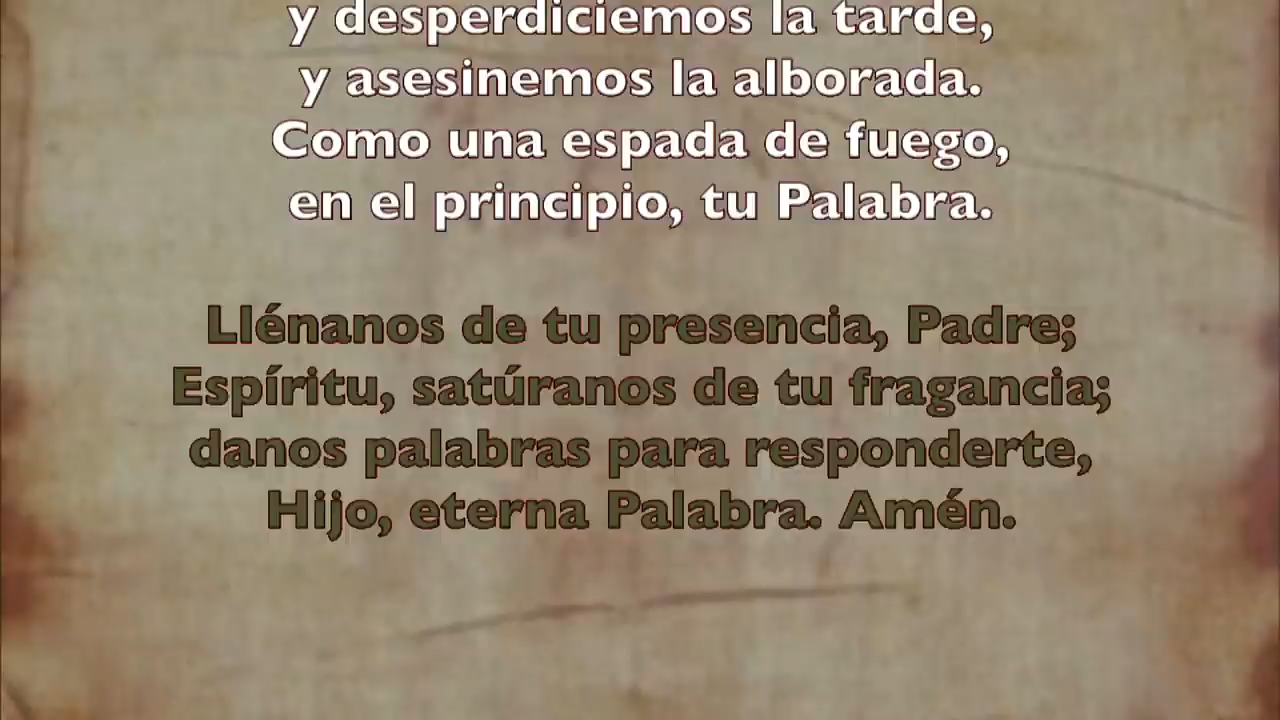 y desperdiciemos la tarde,
y asesinemos la alborada.
Como una espada de fuego,
en el principio, tu Palabra.
Llénanos de tu presencia, Padre;
Espíritu, satúranos de tu fragancia;
danos palabras para responderte,
Hijo, eterna Palabra. Amén.